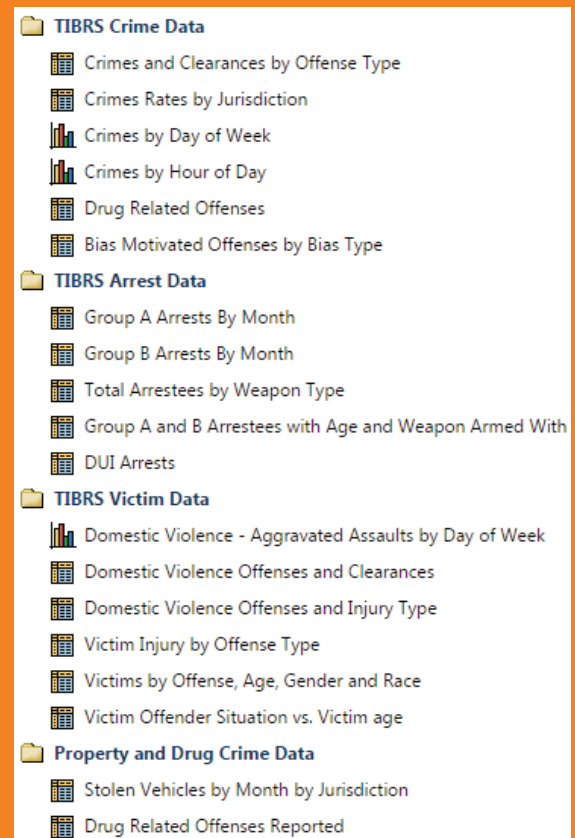 TIBRS Crime Data
Crimes and Clearances by Offense Type
Crimes Rates by Jurisdiction
Crimes by Day of Week
Crimes by Hour of Day
Drug Related Offenses
Bias Motivated Offenses by Bias Type
TIBRS Arrest Data
Group A Arrests By Month
Group B Arrests By Month
Total Arrestees by Weapon Type
Group A and B Arrestees with Age and Weapon Armed With
DUI Arrests
TIBRS Victim Data
Domestic Violence - Aggravated Assaults by Day of Week
Domestic Violence Offenses and Clearances
Domestic Violence Offenses and Injury Type
Victim Injury by Offense Type
Victims by Offense, Age, Gender and Race
Victim Offender Situation vs. Victim age
Property and Drug Crime Data
Stolen Vehicles by Month by Jurisdiction
Drug Related Offenses Reported